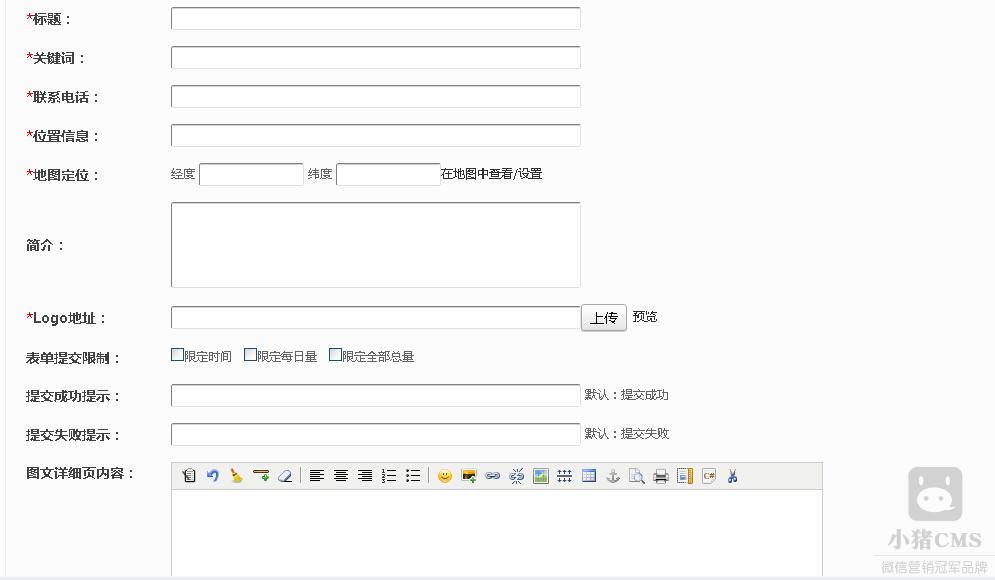 *标题：
*关键词：
*联系电话：
*位置信息：
*地图定位： 经度 纬度 在地图中查看/设置
简介：
*Logo地址： 上传 预览
表单提交限制： 限定时间 限定每日量 限定全部总量
提交成功提示： 默认：提交成功
提交失败提示： 默认：提交失败
图文详细页内容：
C#
小猪CMS
微信营销冠军品牌